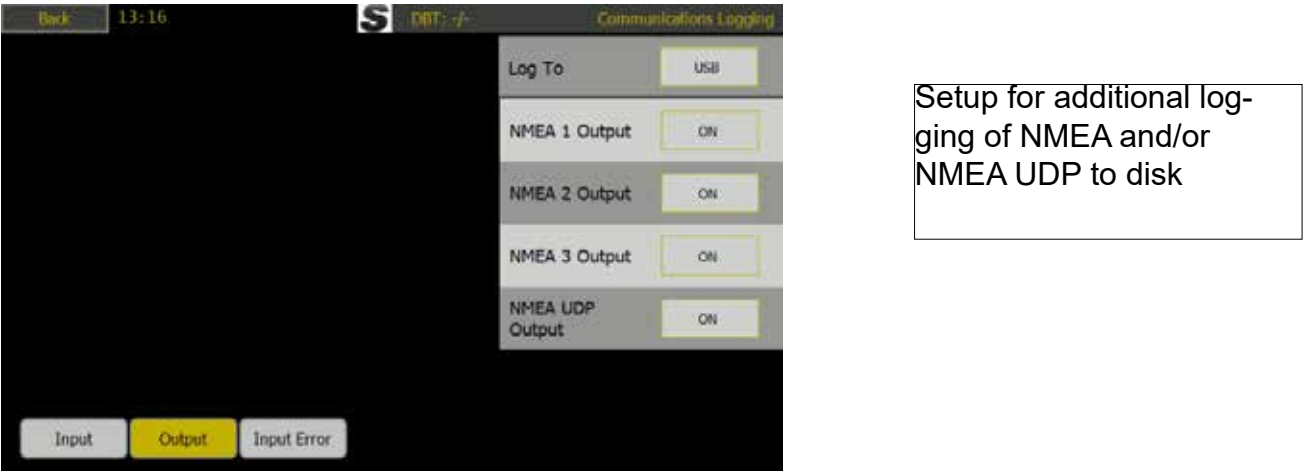 Back 13:16 S DBT: -/- Communications Logging
Log To USB
NMEA 1 Output ON
NMEA 2 Output ON
NMEA 3 Output ON
NMEA UDP
Output ON
Input Output Input Error
Setup for additional log-
ging of NMEA and/or
NMEA UDP to disk